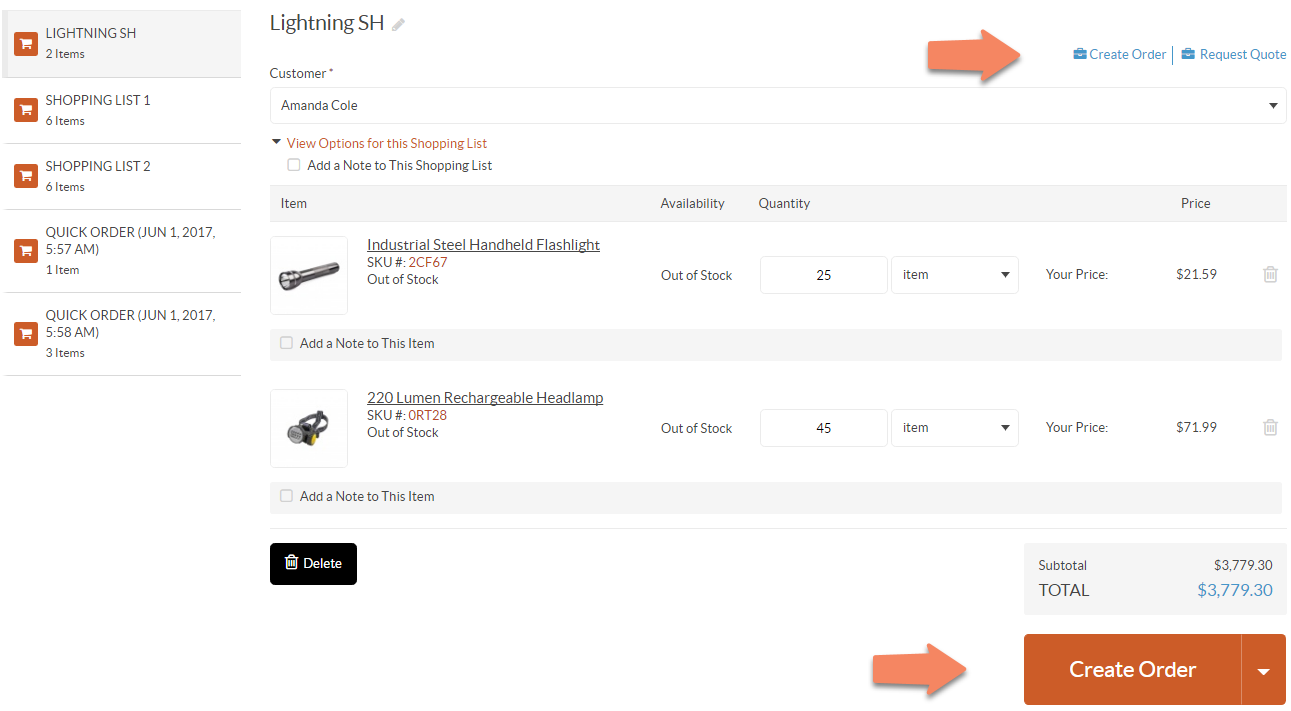 LIGHTNING SH
2 Items
SHOPPING LIST 1
6 Items
SHOPPING LIST 2
6 Items
QUICK ORDER (JUN 1, 2017,
5:57 AM)
1 Item
QUICK ORDER (JUN 1, 2017,
5:58 AM)
3 Items
Lightning SH
Create Order
Request Quote
Customer *
Amanda Cole
View Options for this Shopping List
Add a Note to This Shopping List
Item Availability Quantity Price
Industrial Steel Handheld Flashlight
SKU #: 2CF67
Out of Stock
Out of Stock 25 item Your Price: $21.59
Add a Note to This Item
220 Lumen Rechargeable Headlamp
SKU #: 0RT28
Out of Stock
Out of Stock 45 item Your Price: $71.99
Add a Note to This Item
Delete
Subtotal $3,779.30
TOTAL $3,779.30
Create Order